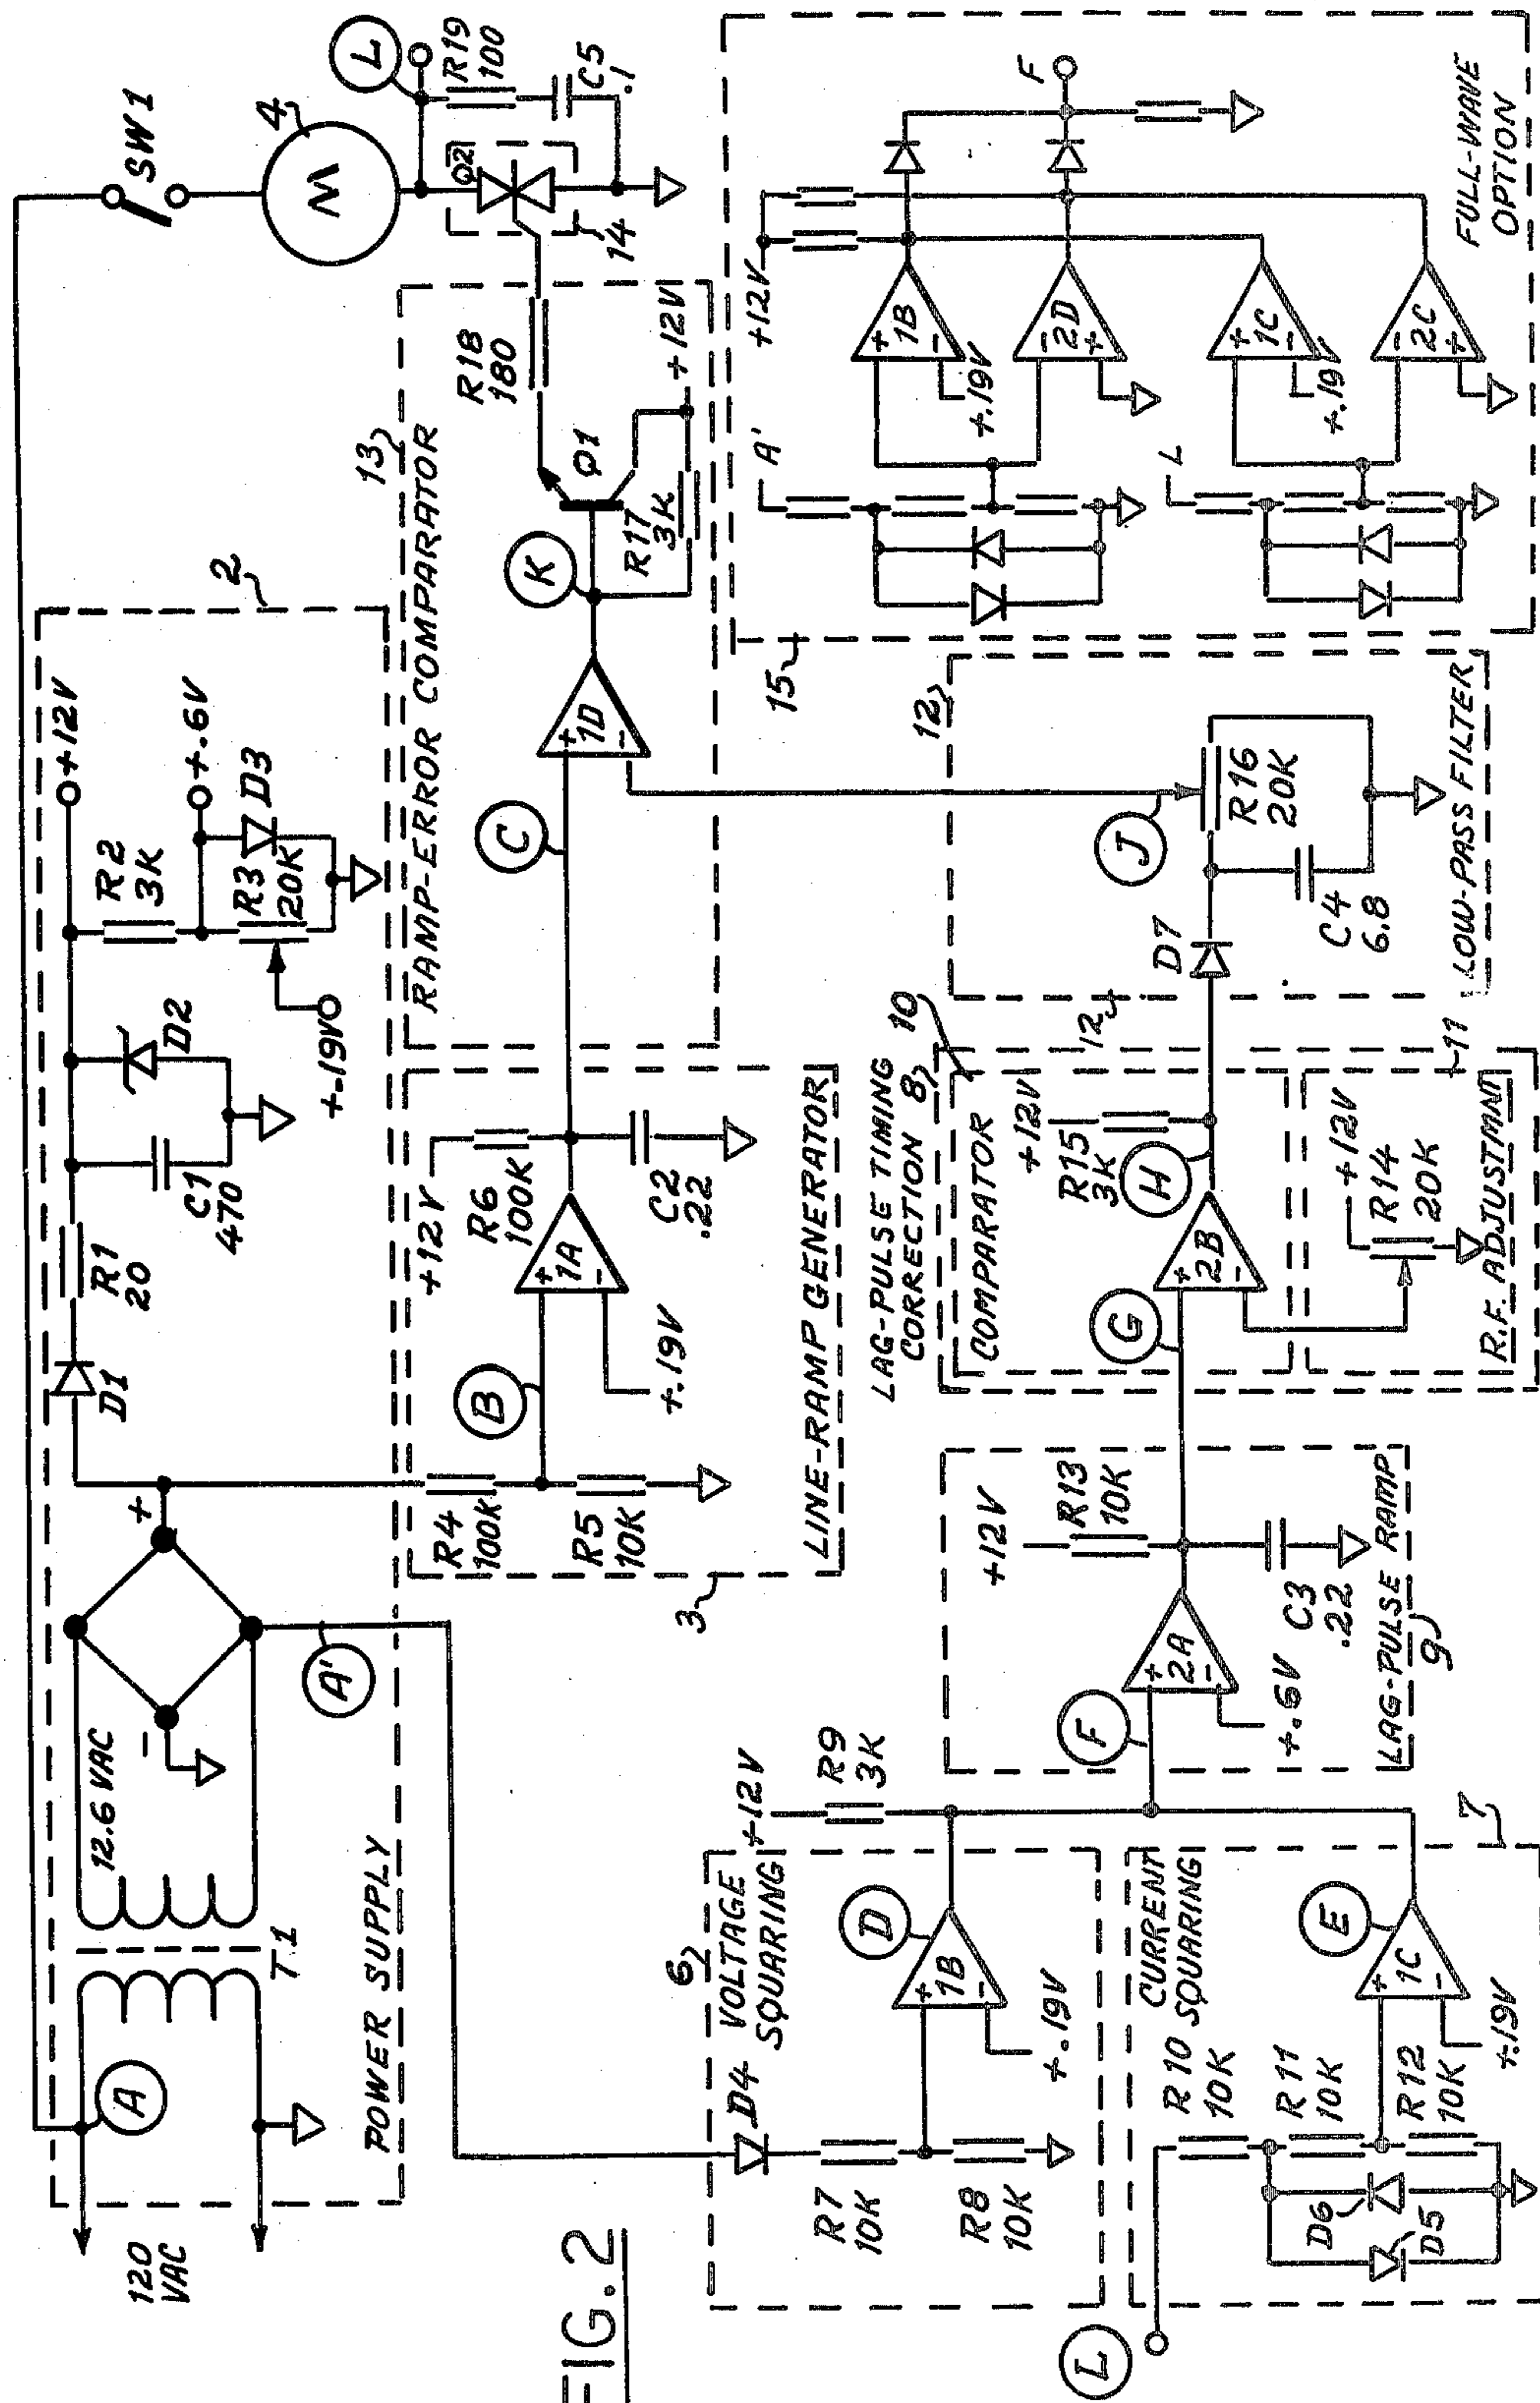 120
VAC
A
T1
12.6 VAC
+
−
A'
POWER SUPPLY
D1
R1
20
C1
470
D2
+12V
R2
3K
+.6V
R3
20K
D3
+.19V
2
SW1
M
4
L
R19
100
C5
.1
Q2
14
R4
100K
R5
10K
B
+
1A
−
+.19V
+12V
R6
100K
C2
.22
LINE-RAMP GENERATOR
3
RAMP-ERROR COMPARATOR
13
C
+
1D
−
K
Q1
R17
3K
+12V
R18
180
6
VOLTAGE
SQUARING
D4
R7
10K
R8
10K
+
1B
−
+.19V
D
+12V
R9
3K
L
CURRENT
SQUARING
R10
10K
R11
10K
R12
10K
D6
D5
+
1C
−
+.19V
E
7
F
+
2A
−
+.6V
+12V
R13
10K
C3
.22
LAG-PULSE RAMP
9
LAG-PULSE TIMING
CORRECTION 8
COMPARATOR
10
G
+
2B
−
H
+12V
R15
3K
+12V
R14
20K
R.F. ADJUSTMNT
11
12
12
D7
J
R16
20K
C4
6.8
LOW-PASS FILTER
15
A'
+12V
+
1B
−
+.19V
−
2D
+
L
+
1C
−
+.19V
−
2C
+
F
FULL-WAVE
OPTION
FIG. 2